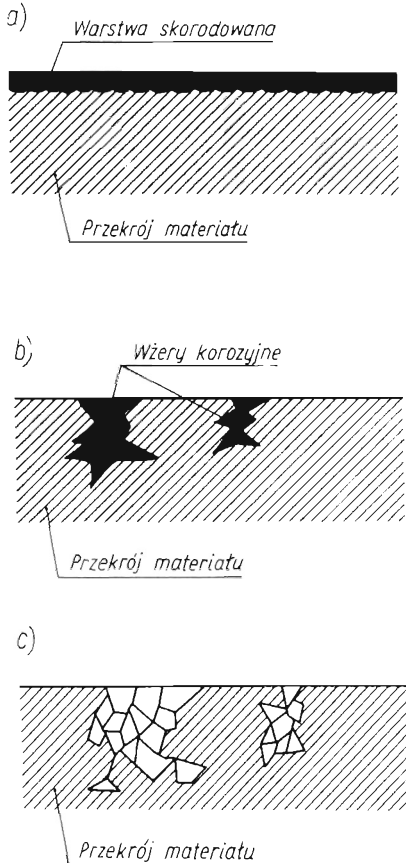 a)
Warstwa skorodowana
Przekrój materiału
b)
Wżery korozyjne
Przekrój materiału
c)
Przekrój materiału